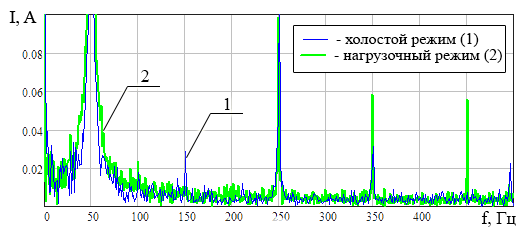 I, А
0.08
0.06
0.04
0.02
- холостой режим (1)
- нагрузочный режим (2)
2
1
0 50 100 150 200 250 300 350 400
f, Гц